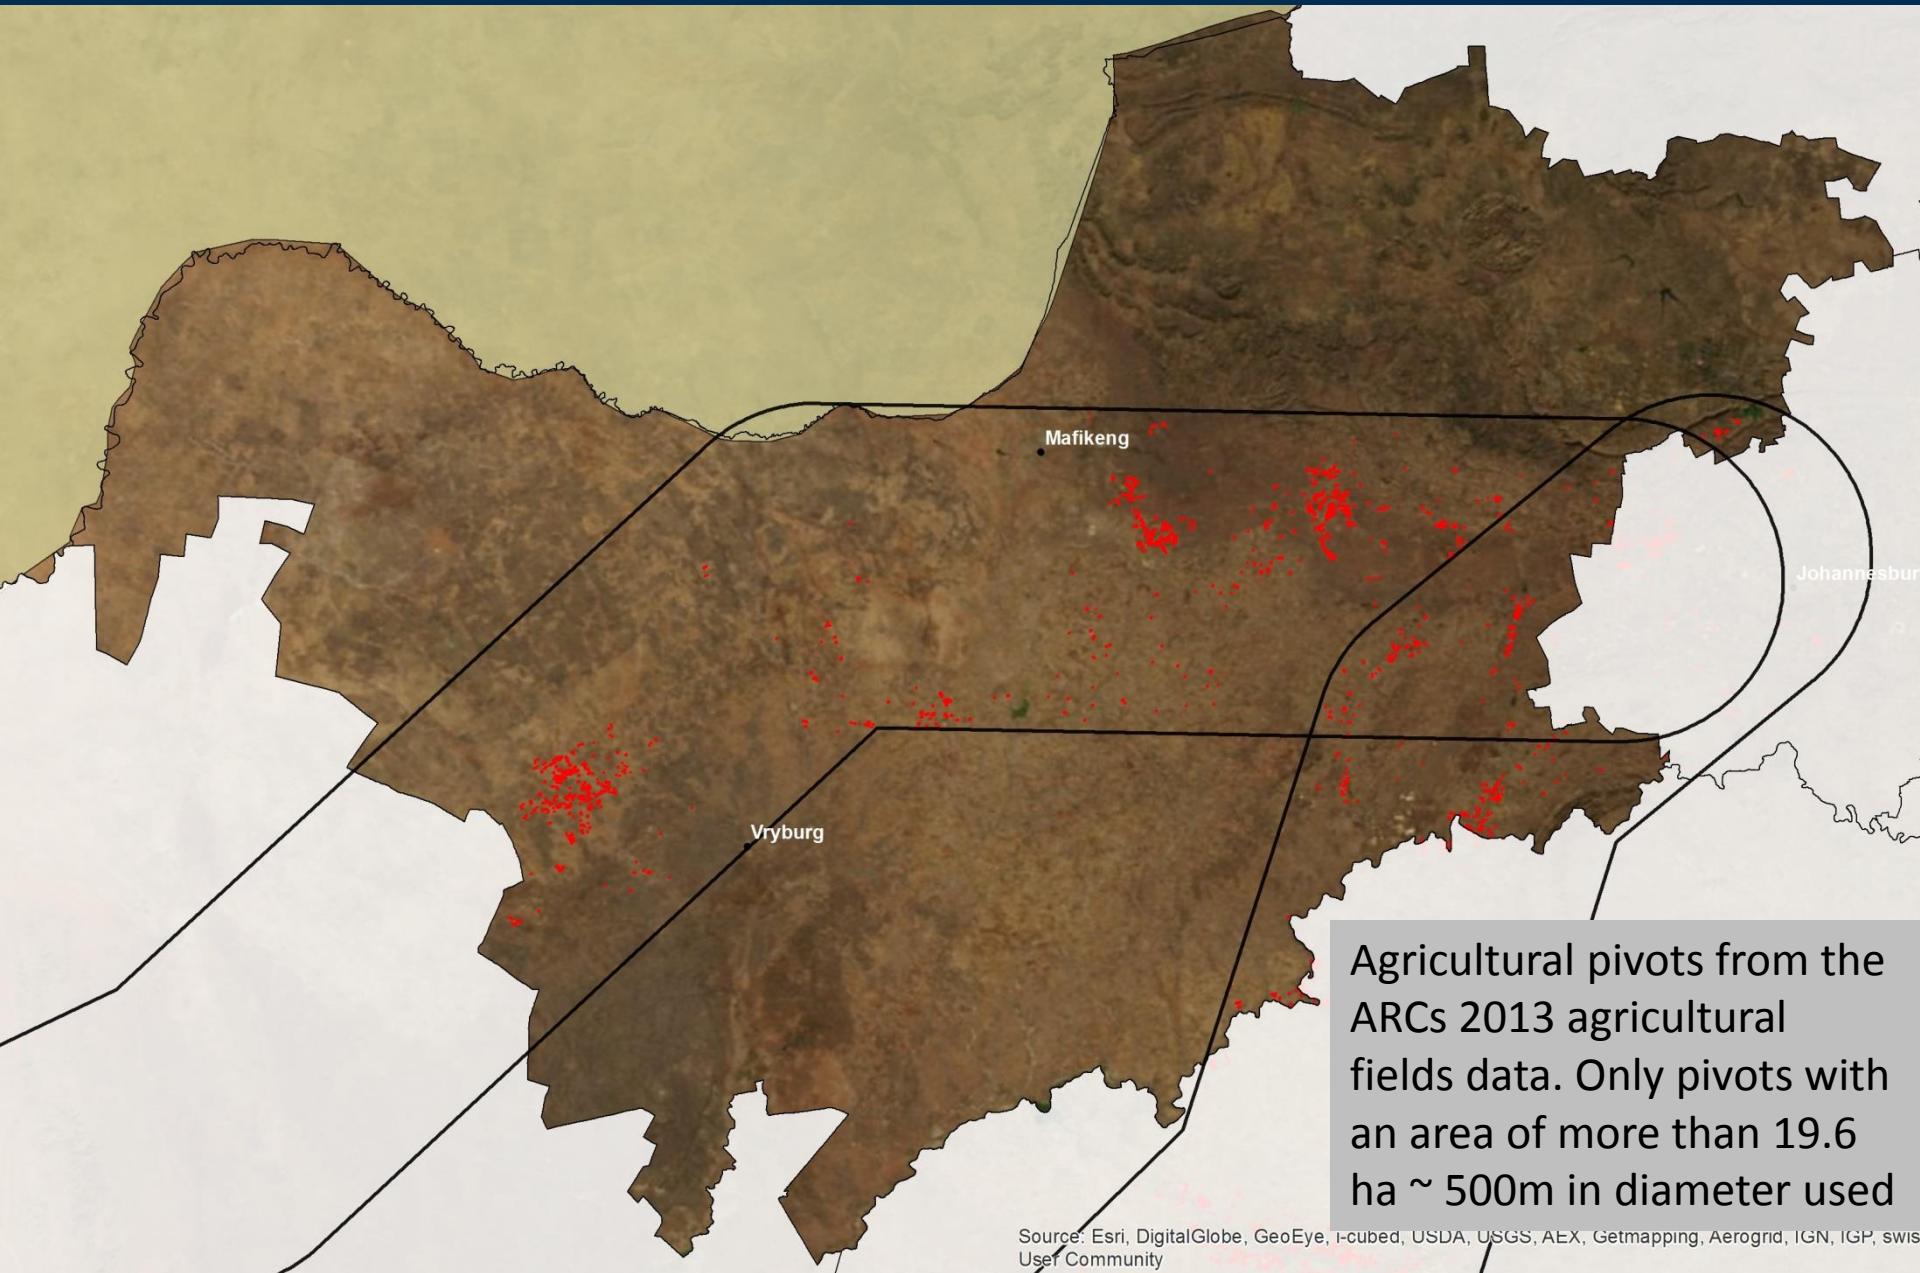 Mafikeng
Johannesbur
Vryburg
Agricultural pivots from the
ARCs 2013 agricultural
fields data. Only pivots with
an area of more than 19.6
ha ~ 500m in diameter used
Source: Esri, DigitalGlobe, GeoEye, i-cubed, USDA, USGS, AEX, Getmapping, Aerogrid, IGN, IGP, swis
User Community